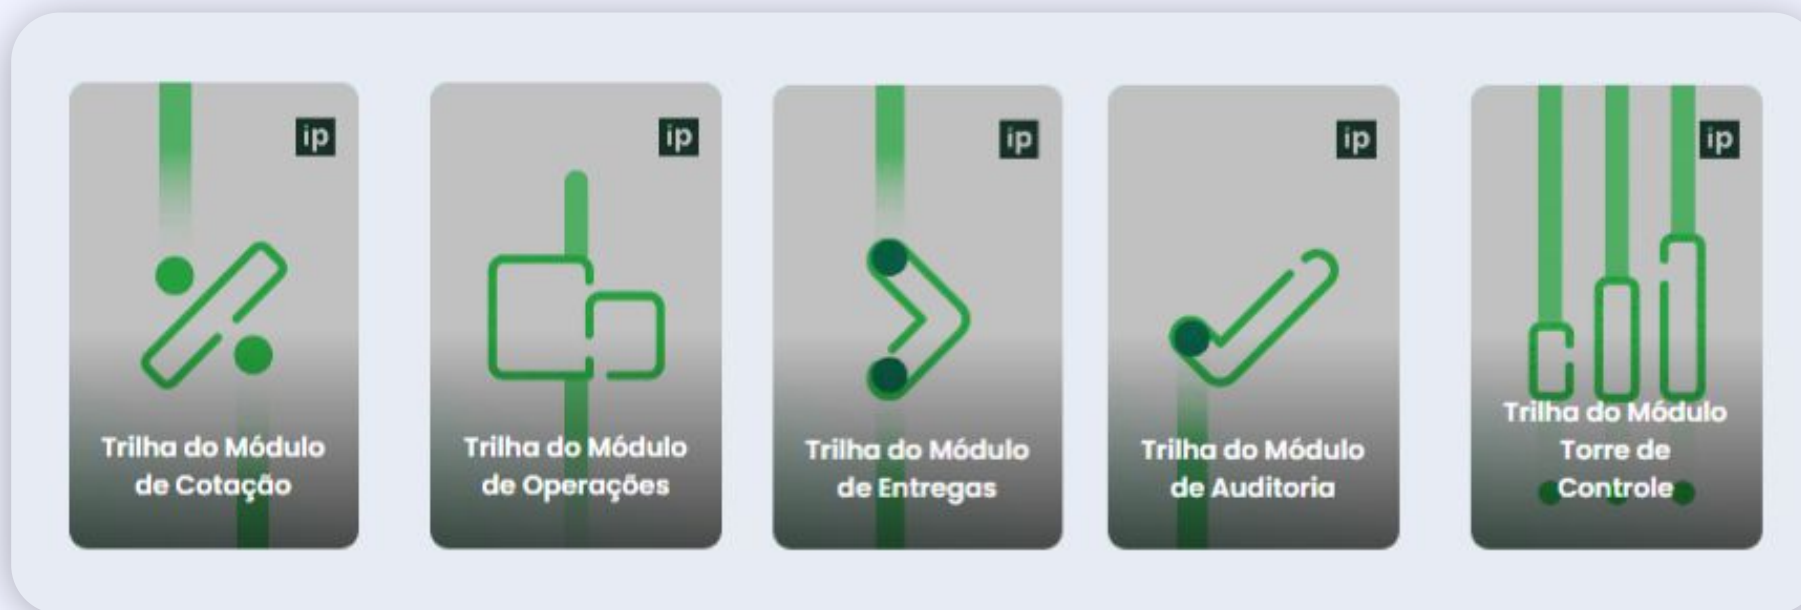 ip
Trilha do Módulo
de Cotação
ip
Trilha do Módulo
de Operações
ip
Trilha do Módulo
de Entregas
ip
Trilha do Módulo
de Auditoria
ip
Trilha do Módulo
Torre de
Controle